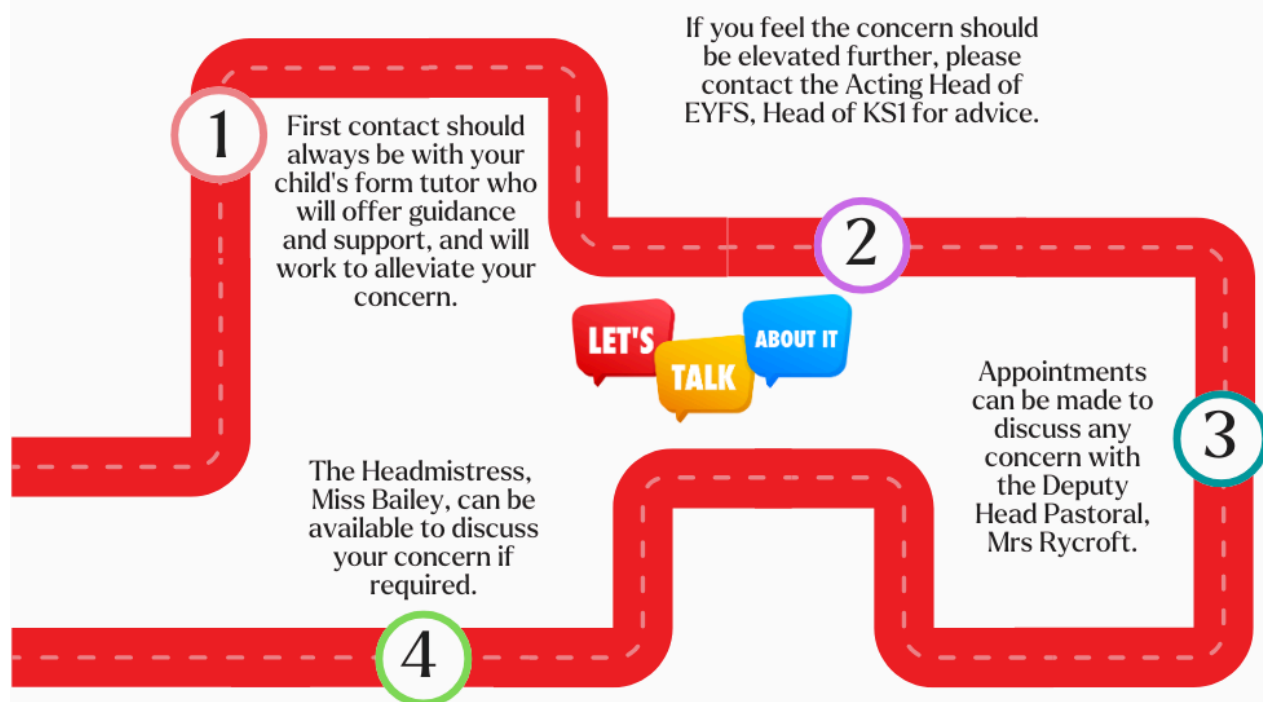 1
First contact should
always be with your
child's form tutor who
will offer guidance
and support, and will
work to alleviate your
concern.
If you feel the concern should
be elevated further, please
contact the Acting Head of
EYFS, Head of KS1 for advice.
2
LET'S
TALK
ABOUT IT
Appointments
can be made to
discuss any
concern with
the Deputy
Head Pastoral,
Mrs Rycroft.
3
The Headmistress,
Miss Bailey, can be
available to discuss
your concern if
required.
4